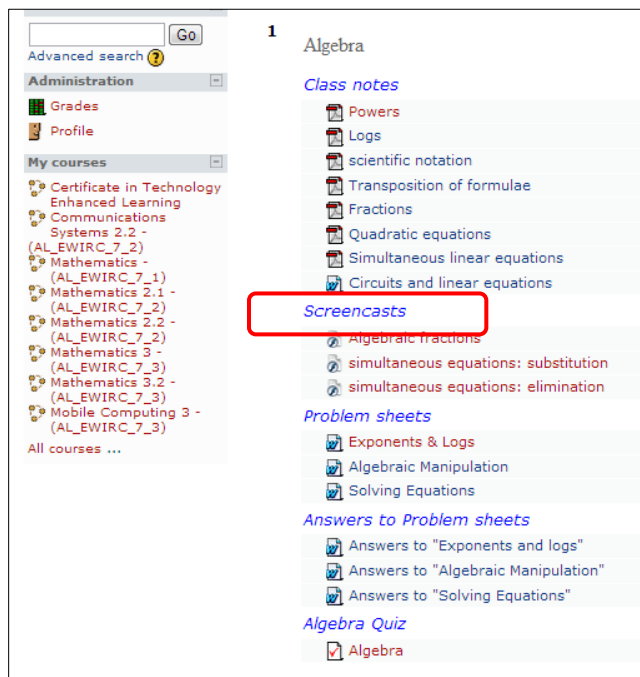 Go
Advanced search
Administration
Grades
Profile
My courses
Certificate in Technology
Enhanced Learning
Communications
Systems 2.2 -
(AL_EWIRC_7_2)
Mathematics -
(AL_EWIRC_7_1)
Mathematics 2.1 -
(AL_EWIRC_7_2)
Mathematics 2.2 -
(AL_EWIRC_7_2)
Mathematics 3 -
(AL_EWIRC_7_3)
Mathematics 3.2 -
(AL_EWIRC_7_3)
Mobile Computing 3 -
(AL_EWIRC_7_3)
All courses ...
1
Algebra
Class notes
Powers
Logs
scientific notation
Transposition of formulae
Fractions
Quadratic equations
Simultaneous linear equations
Circuits and linear equations
Screencasts
Algebraic fractions
simultaneous equations: substitution
simultaneous equations: elimination
Problem sheets
Exponents & Logs
Algebraic Manipulation
Solving Equations
Answers to Problem sheets
Answers to "Exponents and logs"
Answers to "Algebraic Manipulation"
Answers to "Solving Equations"
Algebra Quiz
Algebra